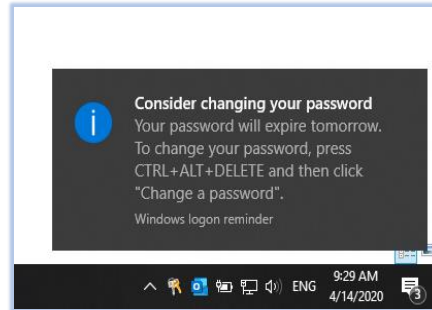 Consider changing your password
Your password will expire tomorrow.
To change your password, press
CTRL+ALT+DELETE and then click
"Change a password".
Windows logon reminder
ENG
9:29 AM
4/14/2020
3